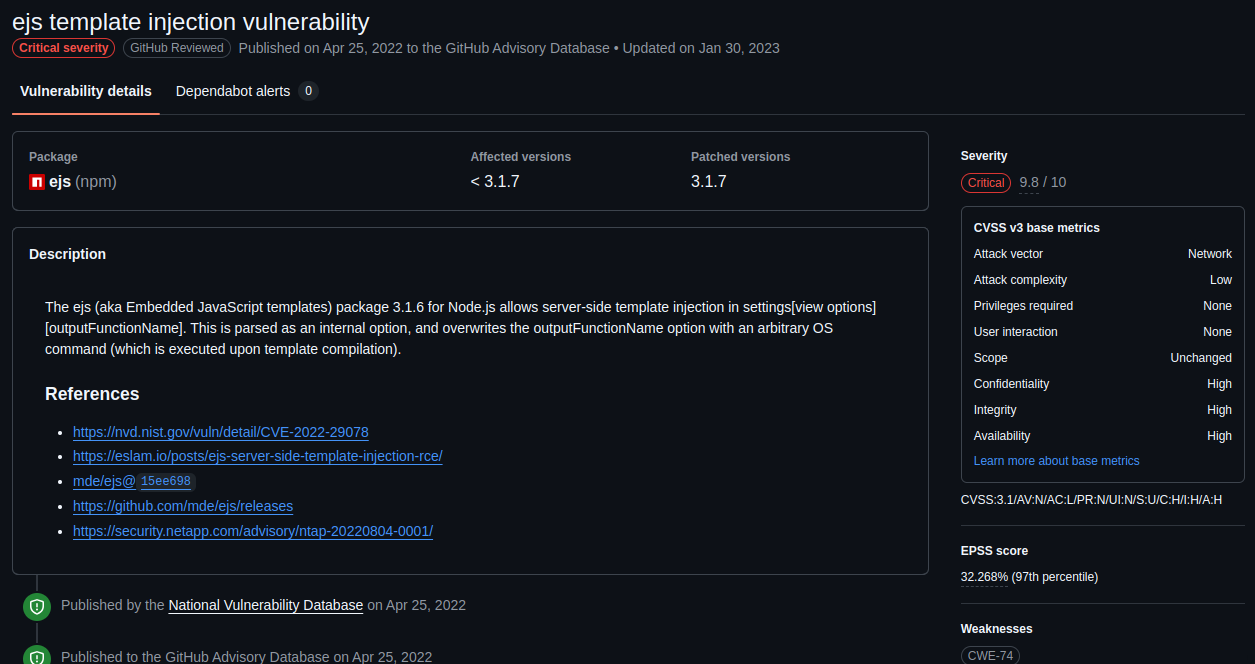 ejs template injection vulnerability
Critical severity GitHub Reviewed Published on Apr 25, 2022 to the GitHub Advisory Database • Updated on Jan 30, 2023
Vulnerability details Dependabot alerts 0
Package Affected versions Patched versions
ejs (npm) < 3.1.7 3.1.7
Description
The ejs (aka Embedded JavaScript templates) package 3.1.6 for Node.js allows server-side template injection in settings[view options]
[outputFunctionName]. This is parsed as an internal option, and overwrites the outputFunctionName option with an arbitrary OS
command (which is executed upon template compilation).
References
• https://nvd.nist.gov/vuln/detail/CVE-2022-29078
• https://eslam.io/posts/ejs-server-side-template-injection-rce/
• mde/ejs@15ee698
• https://github.com/mde/ejs/releases
• https://security.netapp.com/advisory/ntap-20220804-0001/
Published by the National Vulnerability Database on Apr 25, 2022
Published to the GitHub Advisory Database on Apr 25, 2022
Severity
Critical 9.8 / 10
CVSS v3 base metrics
Attack vector Network
Attack complexity Low
Privileges required None
User interaction None
Scope Unchanged
Confidentiality High
Integrity High
Availability High
Learn more about base metrics
CVSS:3.1/AV:N/AC:L/PR:N/UI:N/S:U/C:H/I:H/A:H
EPSS score
32.268% (97th percentile)
Weaknesses
CWE-74